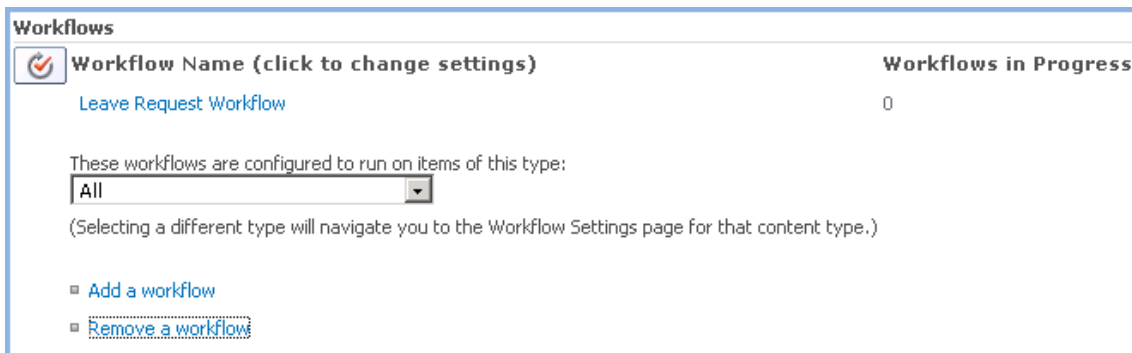 Workflows
Workflow Name (click to change settings) Workflows in Progress
Leave Request Workflow 0
These workflows are configured to run on items of this type:
All
(Selecting a different type will navigate you to the Workflow Settings page for that content type.)
Add a workflow
Remove a workflow